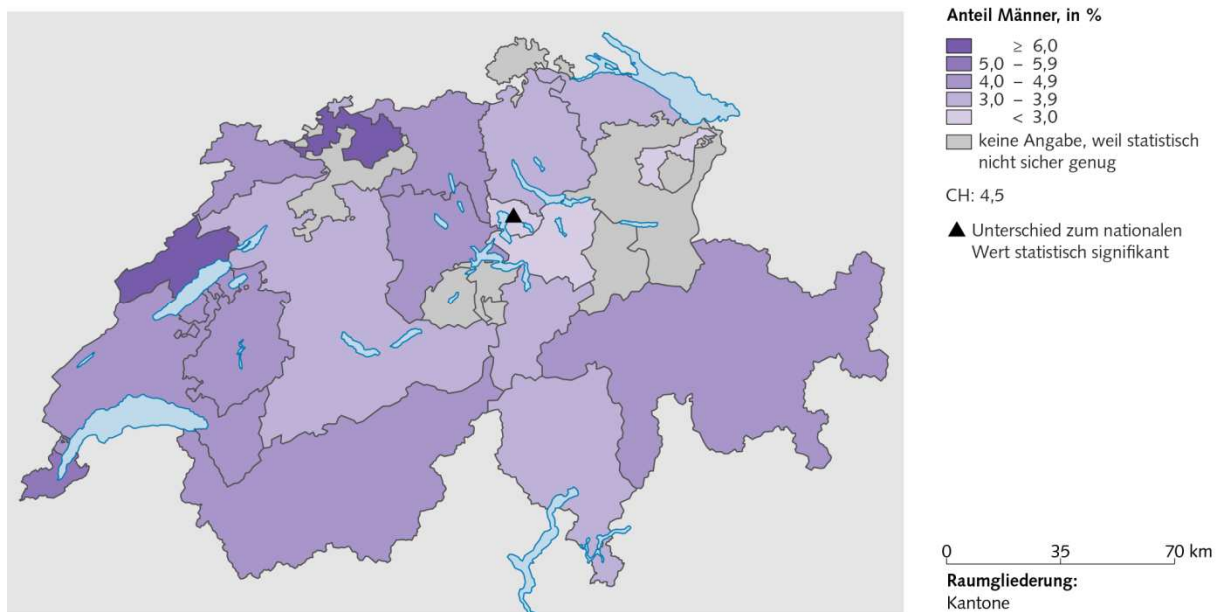 Anteil Männer, in %
≥ 6,0
5,0 – 5,9
4,0 – 4,9
3,0 – 3,9
< 3,0
keine Angabe, weil statistisch
nicht sicher genug
CH: 4,5
▲ Unterschied zum nationalen
Wert statistisch signifikant
0 35 70 km
Raumgliederung:
Kantone